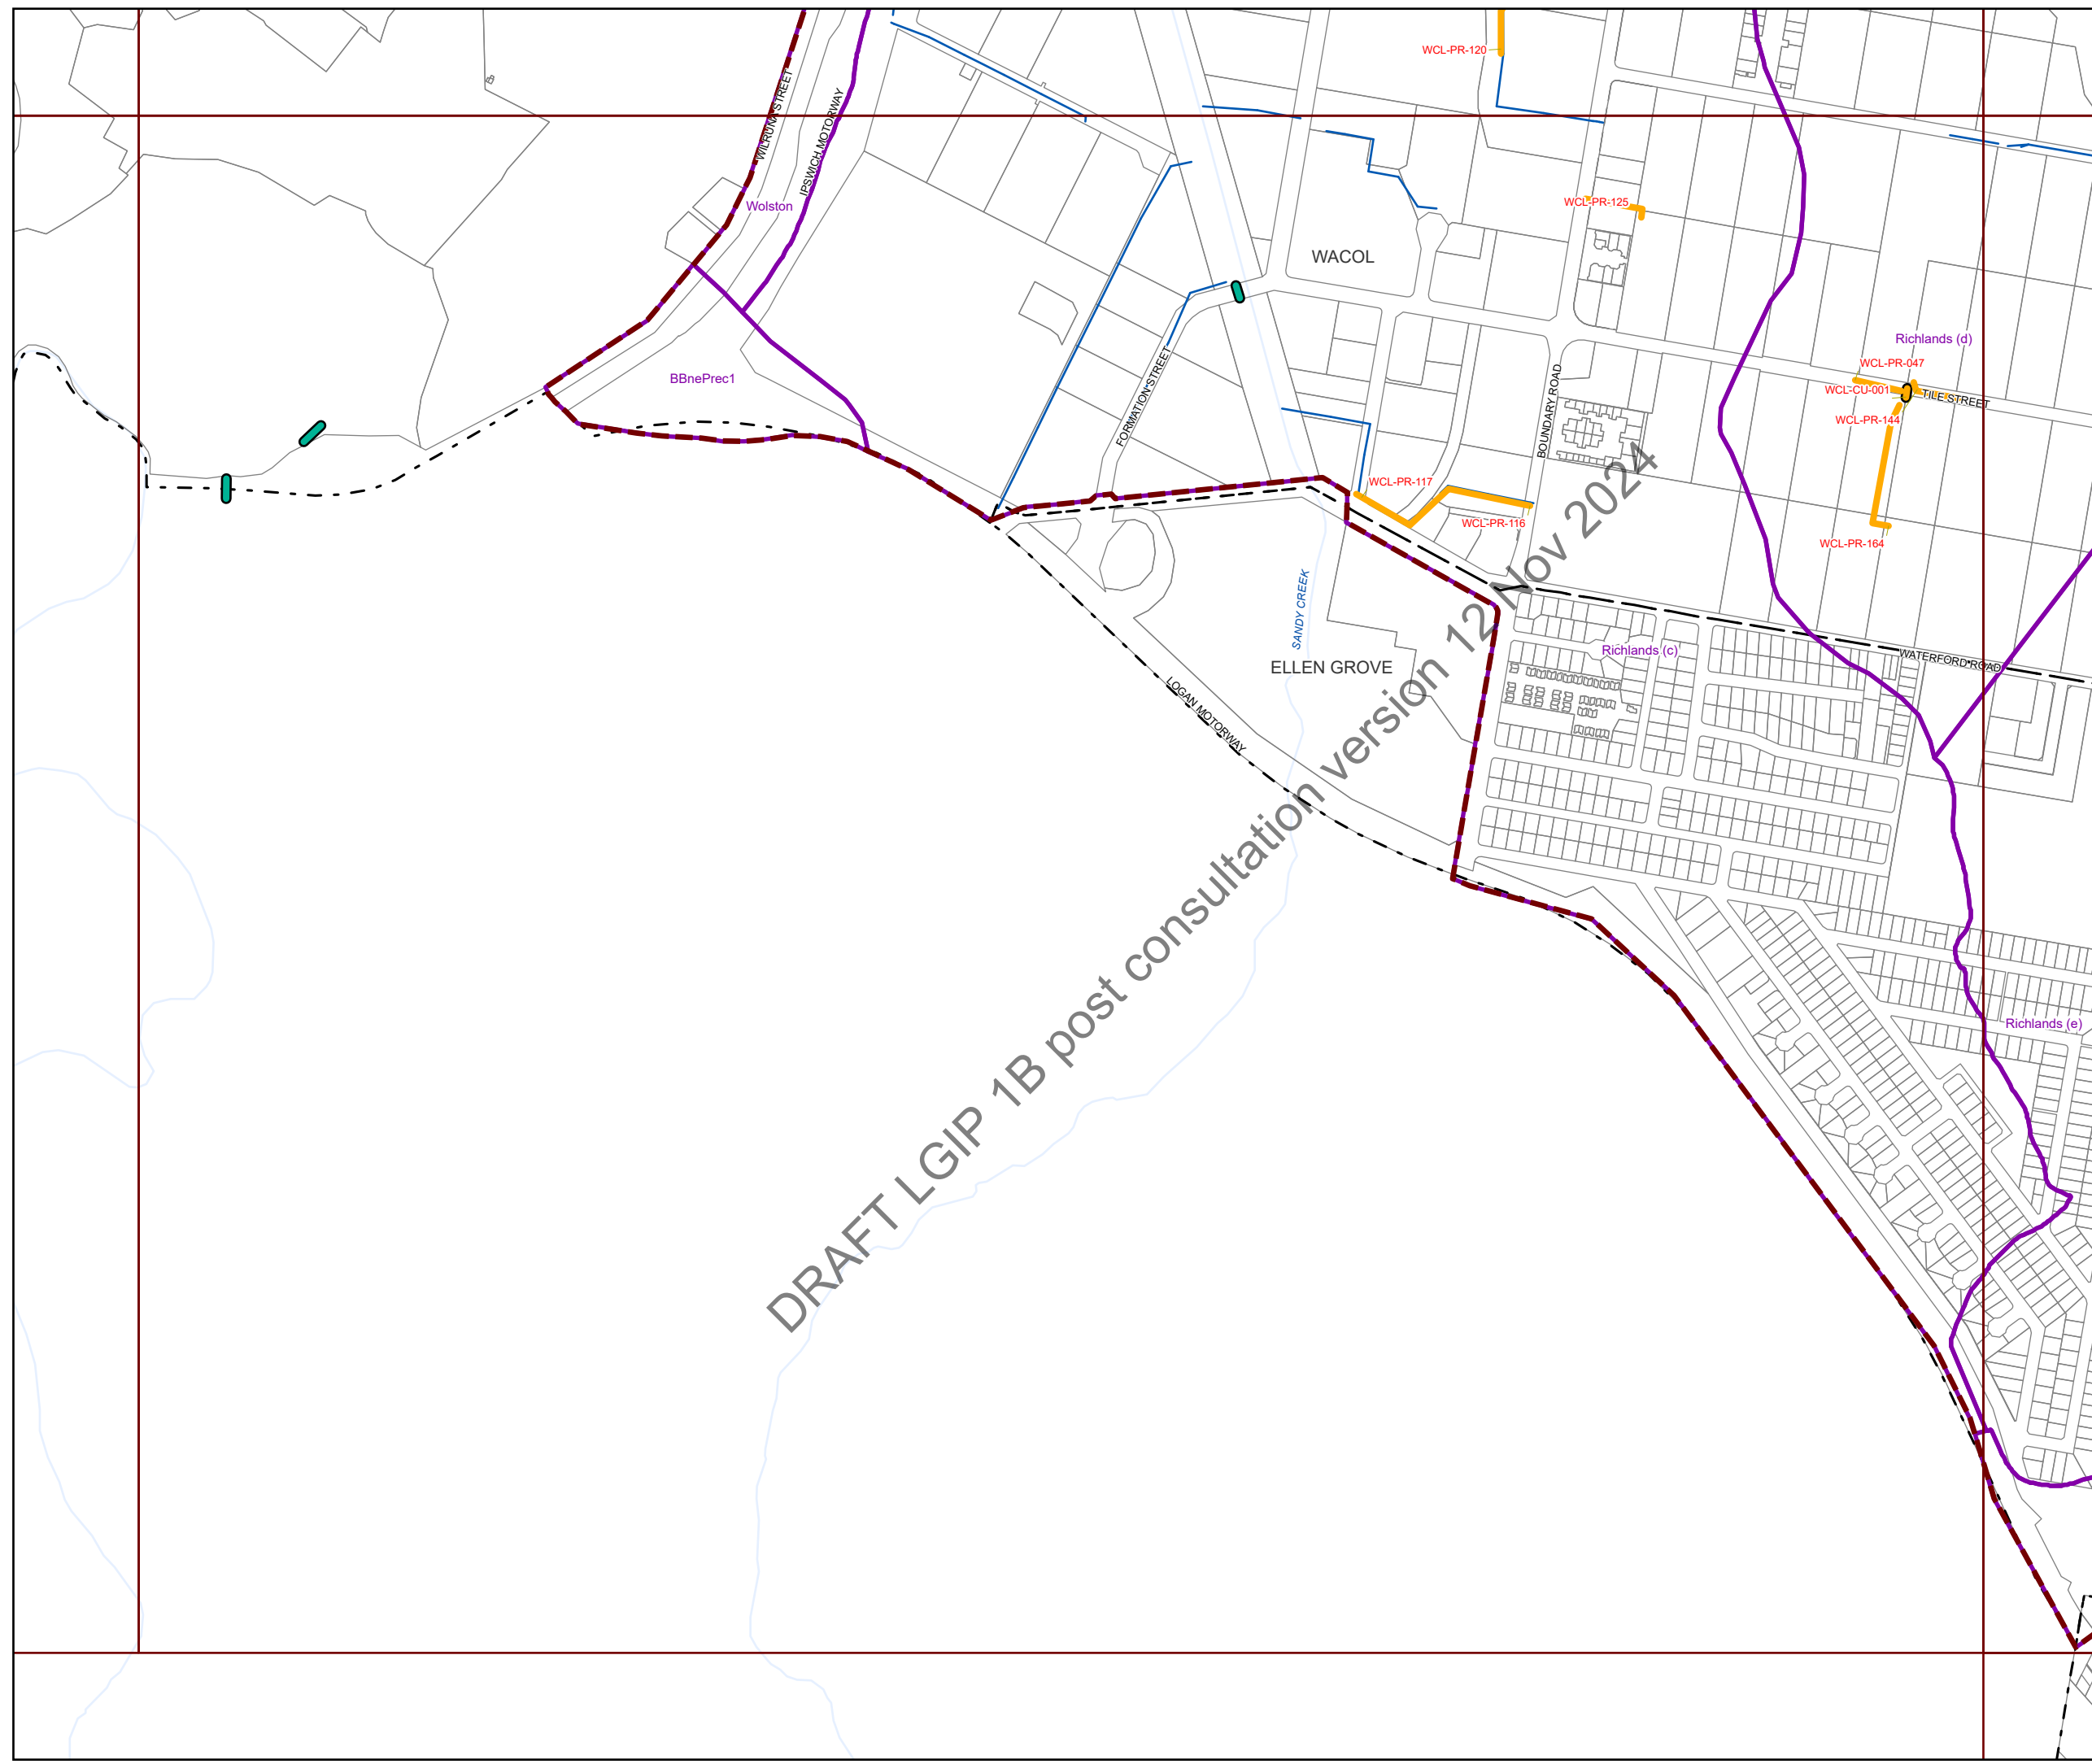 WCL-PR-120
WILRUNA STREET
IPSWICH MOTORWAY
Wolston
WCL-PR-125
WACOL
Richlands (d)
WCL-PR-047
BBnePrec1
WCL-CU-001
TILE STREET
FORMATION STREET
BOUNDARY ROAD
WCL-PR-144
WCL-PR-117
WCL-PR-116
WCL-PR-164
SANDY CREEK
Richlands (c)
WATERFORD ROAD
ELLEN GROVE
LOGAN MOTORWAY
DRAFT LGIP 1B post consultation version 12 Nov 2024
Richlands (e)